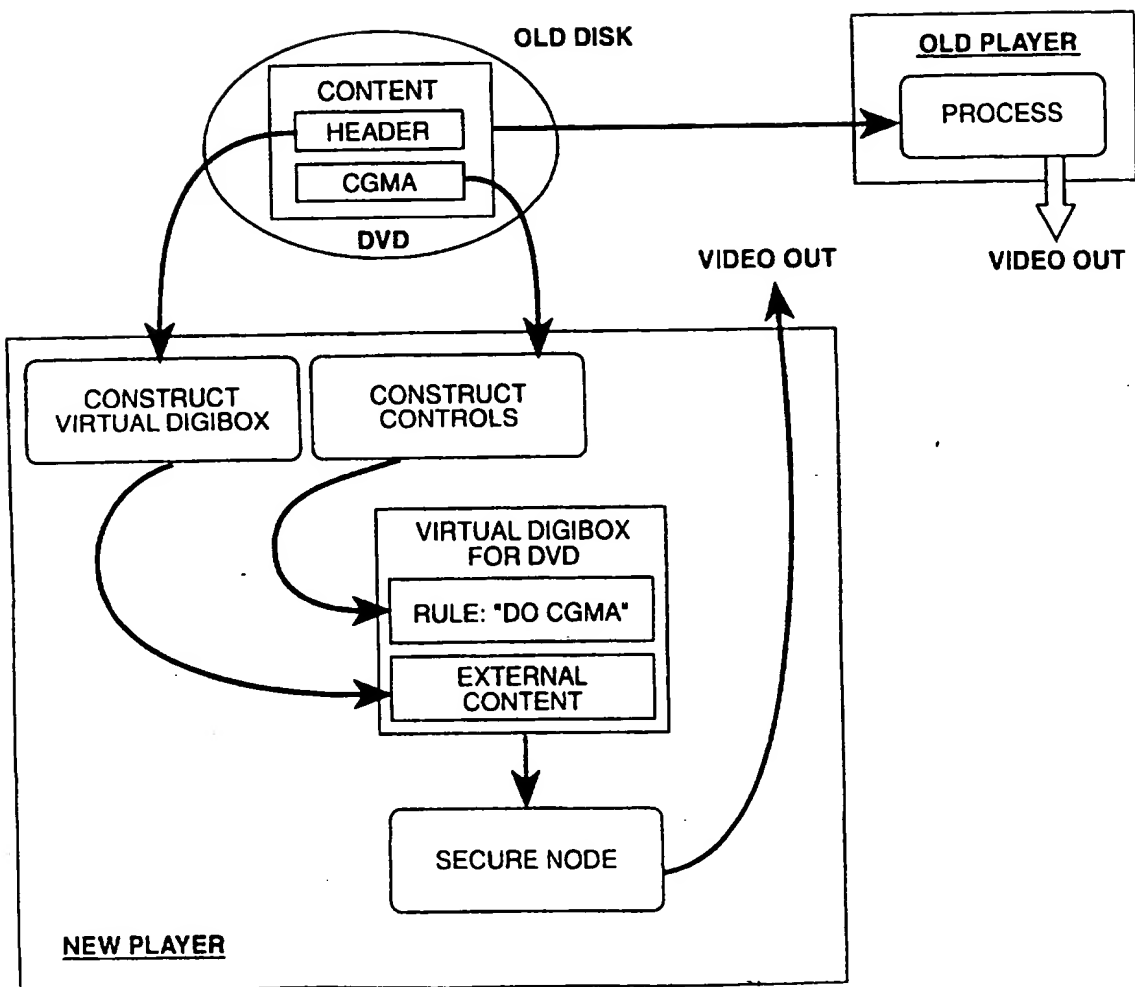 OLD DISK
OLD PLAYER
CONTENT
HEADER
CGMA
DVD
PROCESS
VIDEO OUT
VIDEO OUT
CONSTRUCT
VIRTUAL DIGIBOX
CONSTRUCT
CONTROLS
VIRTUAL DIGIBOX
FOR DVD
RULE: "DO CGMA"
EXTERNAL
CONTENT
SECURE NODE
NEW PLAYER